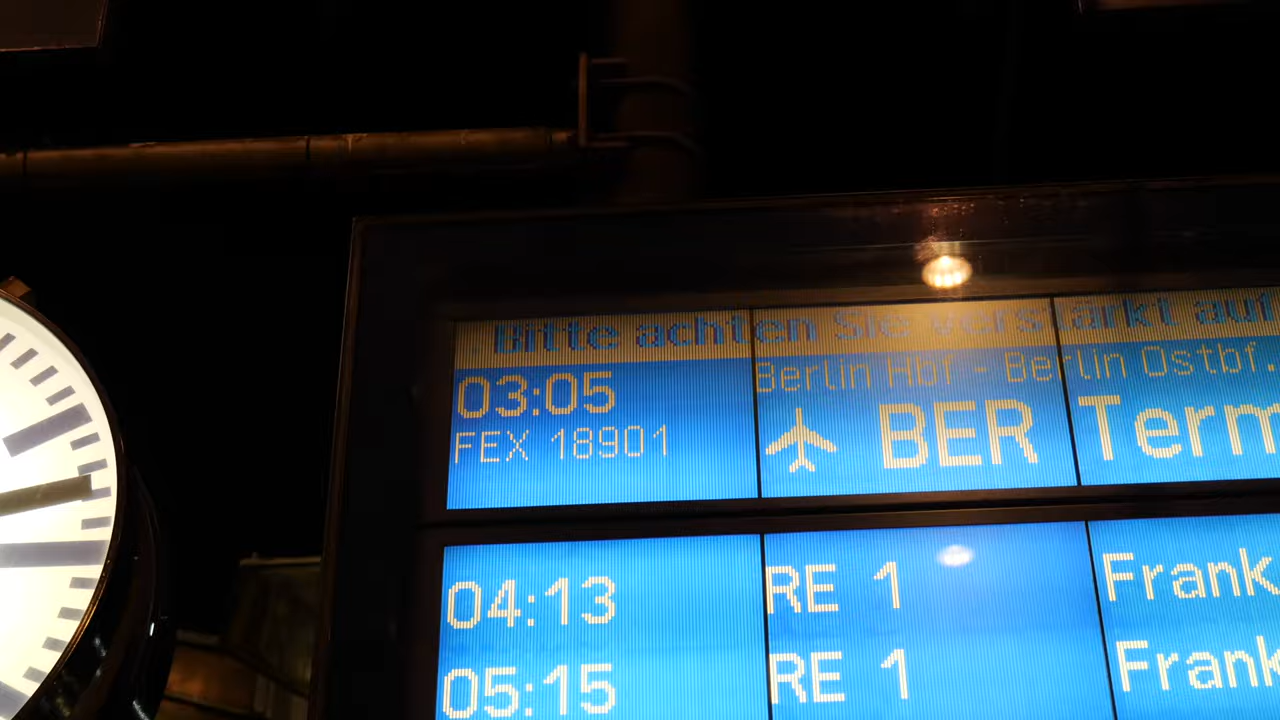 Bitte achten Sie verstärkt auf
03:05 Berlin Hbf - Berlin Ostbf.
FEX 18901 BER Term
04:13 RE 1 Frank
05:15 RE 1 Frank